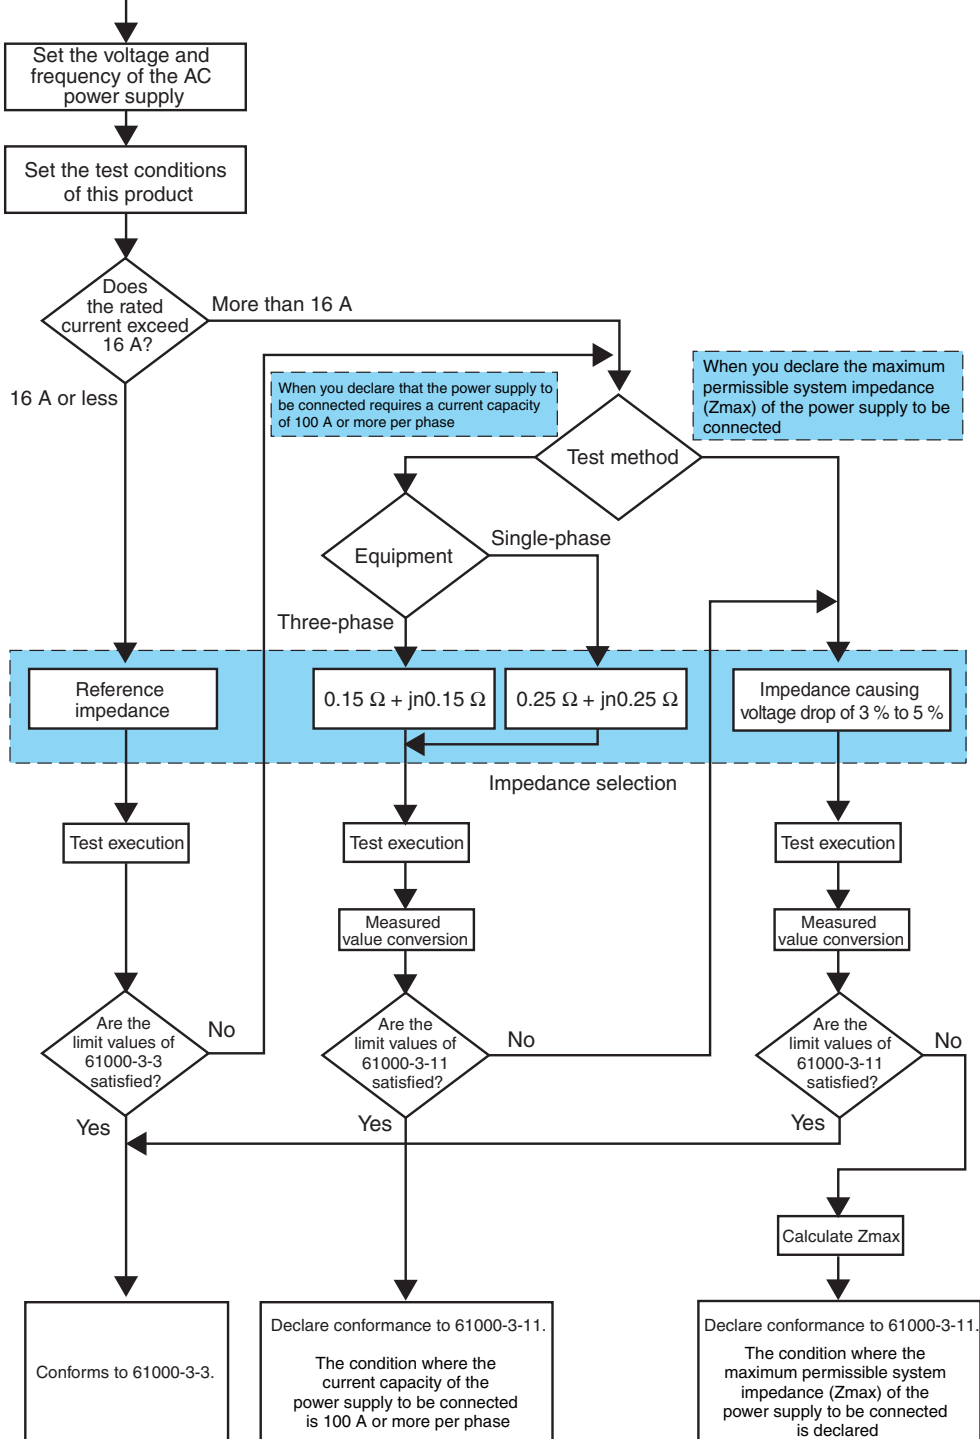 Set the voltage and
frequency of the AC
power supply
Set the test conditions
of this product
Does
the rated
current exceed
16 A?
More than 16 A
16 A or less
When you declare that the power supply to
be connected requires a current capacity
of 100 A or more per phase
When you declare the maximum
permissible system impedance
(Zmax) of the power supply to be
connected
Test method
Equipment
Single-phase
Three-phase
Reference
impedance
0.15 Ω + jn0.15 Ω
0.25 Ω + jn0.25 Ω
Impedance causing
voltage drop of 3 % to 5 %
Impedance selection
Test execution
Test execution
Test execution
Measured
value conversion
Measured
value conversion
Are the
limit values of
61000-3-3
satisfied?
No
Yes
Are the
limit values of
61000-3-11
satisfied?
No
Yes
Are the
limit values of
61000-3-11
satisfied?
No
Yes
Calculate Zmax
Conforms to 61000-3-3.
Declare conformance to 61000-3-11.
The condition where the
current capacity of the
power supply to be connected
is 100 A or more per phase
Declare conformance to 61000-3-11.
The condition where the
maximum permissible system
impedance (Zmax) of the
power supply to be connected
is declared